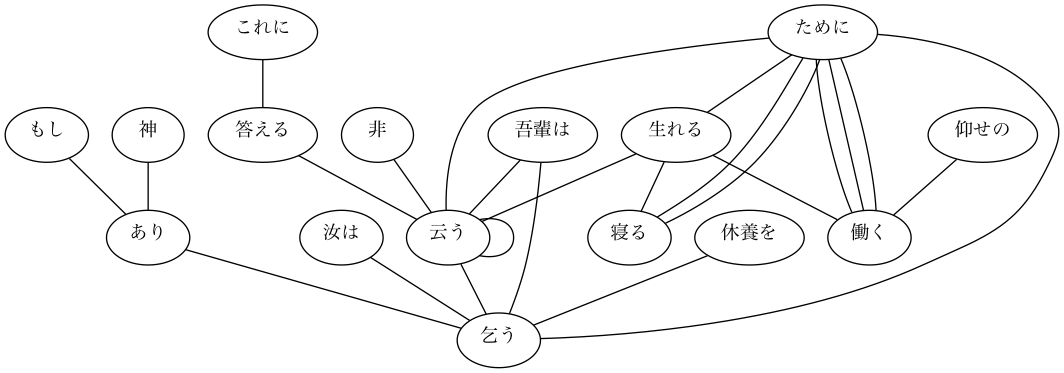 これに
ために
もし
神
答える
非
吾輩は
生れる
仰せの
あり
汝は
云う
寝る
休養を
働く
乞う